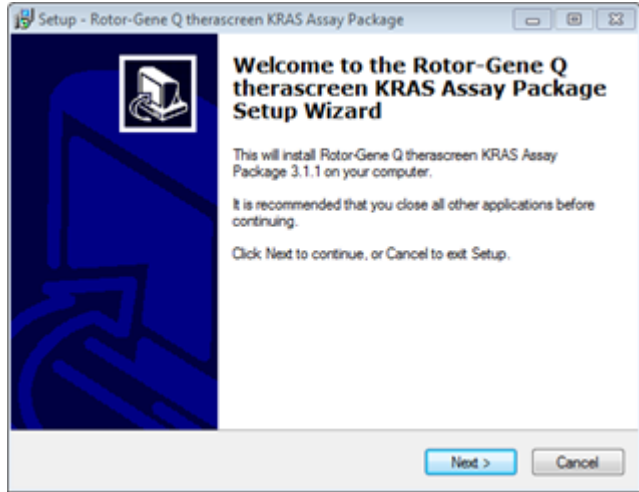 Setup - Rotor-Gene Q therascreen KRAS Assay Package
Welcome to the Rotor-Gene Q
therascreen KRAS Assay Package
Setup Wizard
This will install Rotor-Gene Q therascreen KRAS Assay
Package 3.1.1 on your computer.
It is recommended that you close all other applications before
continuing.
Click Next to continue, or Cancel to exit Setup.
Next >
Cancel